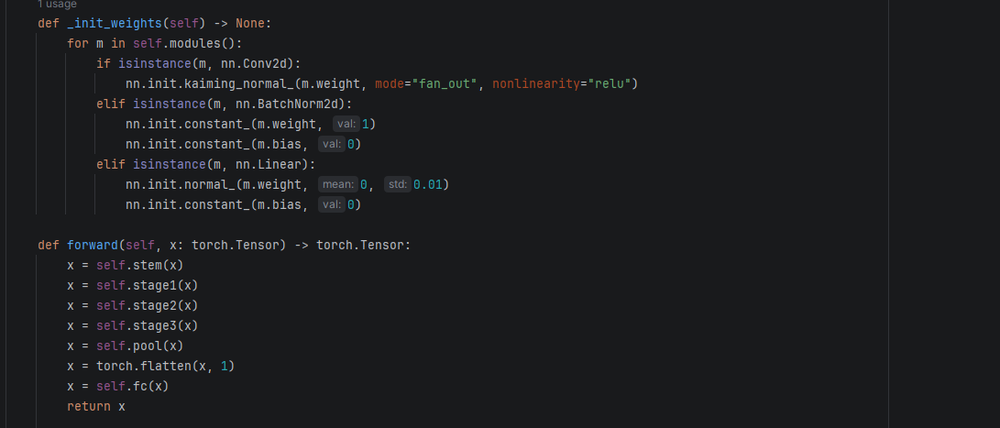 1 usage
def _init_weights(self) -> None:
    for m in self.modules():
        if isinstance(m, nn.Conv2d):
            nn.init.kaiming_normal_(m.weight, mode="fan_out", nonlinearity="relu")
        elif isinstance(m, nn.BatchNorm2d):
            nn.init.constant_(m.weight, val: 1)
            nn.init.constant_(m.bias, val: 0)
        elif isinstance(m, nn.Linear):
            nn.init.normal_(m.weight, mean: 0, std: 0.01)
            nn.init.constant_(m.bias, val: 0)
def forward(self, x: torch.Tensor) -> torch.Tensor:
    x = self.stem(x)
    x = self.stage1(x)
    x = self.stage2(x)
    x = self.stage3(x)
    x = self.pool(x)
    x = torch.flatten(x, 1)
    x = self.fc(x)
    return x